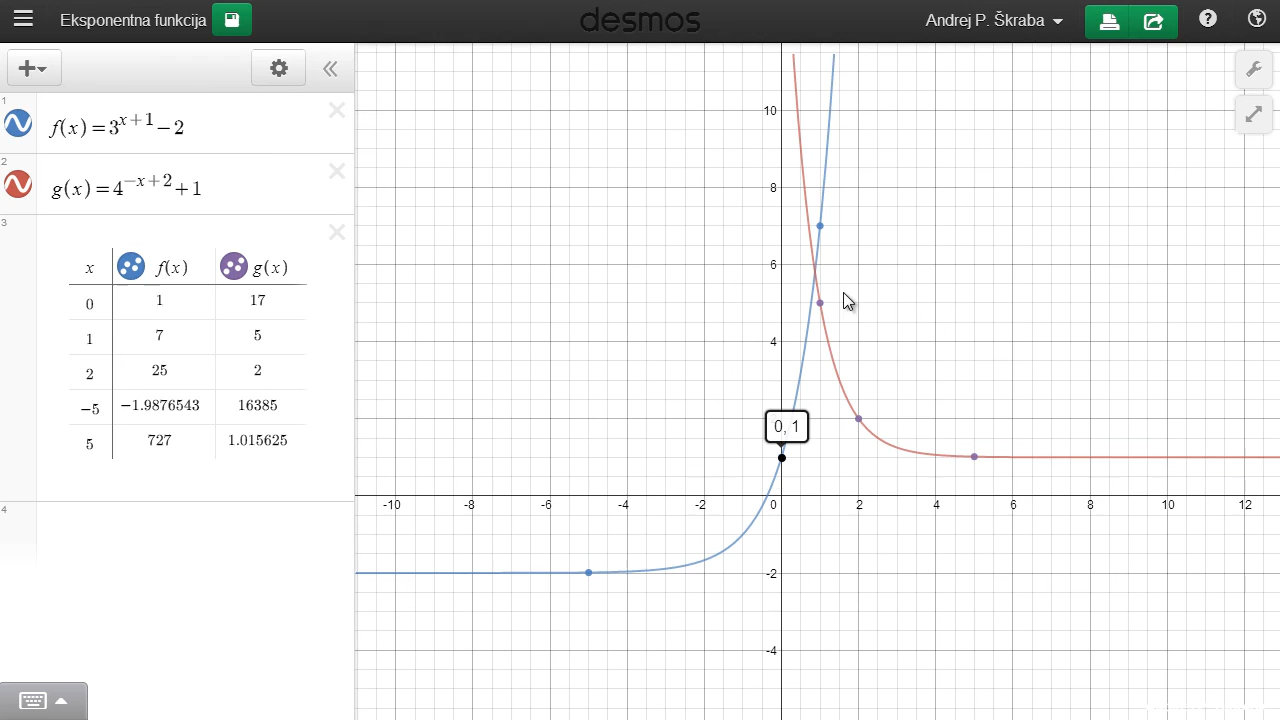 Eksponentna funkcija
desmos
Andrej P. Škraba
1
f(x)=3^{x+1}-2
2
g(x)=4^{-x+2}+1
3
x f(x) g(x)
0 1 17
1 7 5
2 25 2
-5 -1.9876543 16385
5 727 1.015625
4
10
8
6
4
0, 1
-10 -8 -6 -4 -2 0 2 4 6 8 10 12
-2
-4